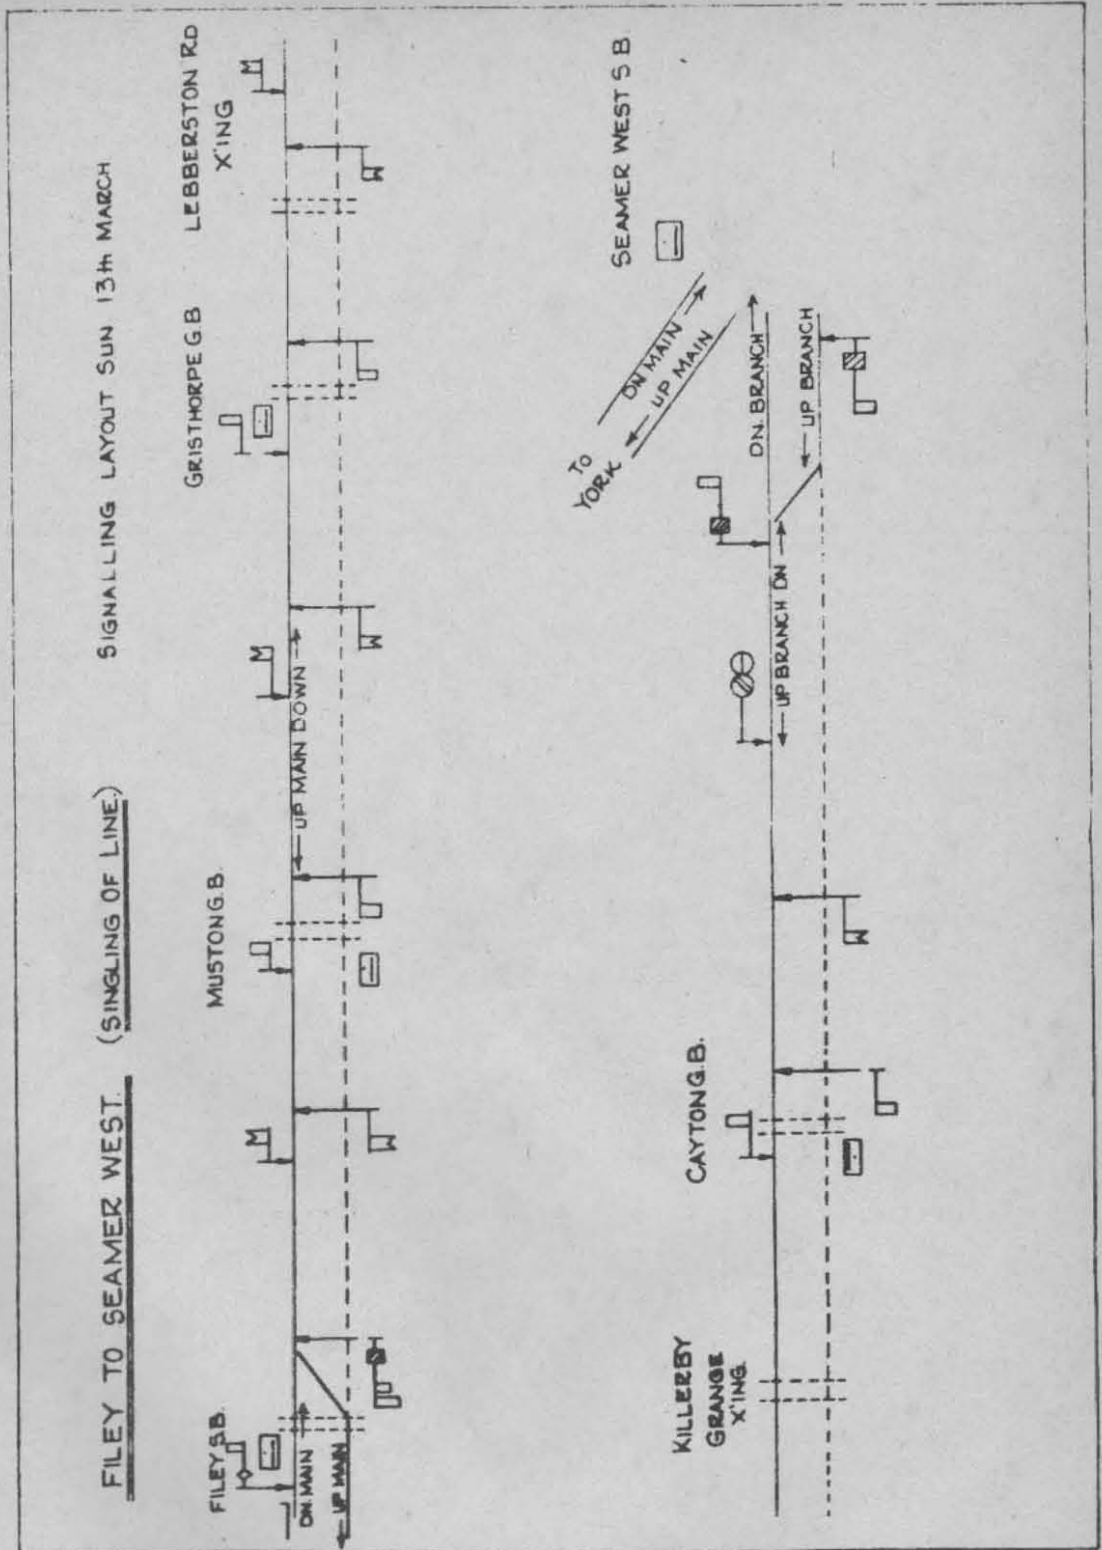 FILEY TO SEAMER WEST. (SINGLING OF LINE.) SIGNALLING LAYOUT SUN 13th MARCH
FILEY S.B.
MUSTON G.B.
GRISTHORPE G.B
LEBBERSTON RD
X'ING
DN. MAIN
UP MAIN
UP MAIN DOWN
KILLERBY
GRANGE
X'ING.
CAYTON G.B.
SEAMER WEST S B
TO
YORK
DN MAIN
UP MAIN
DN. BRANCH
UP BRANCH
UP BRANCH DN